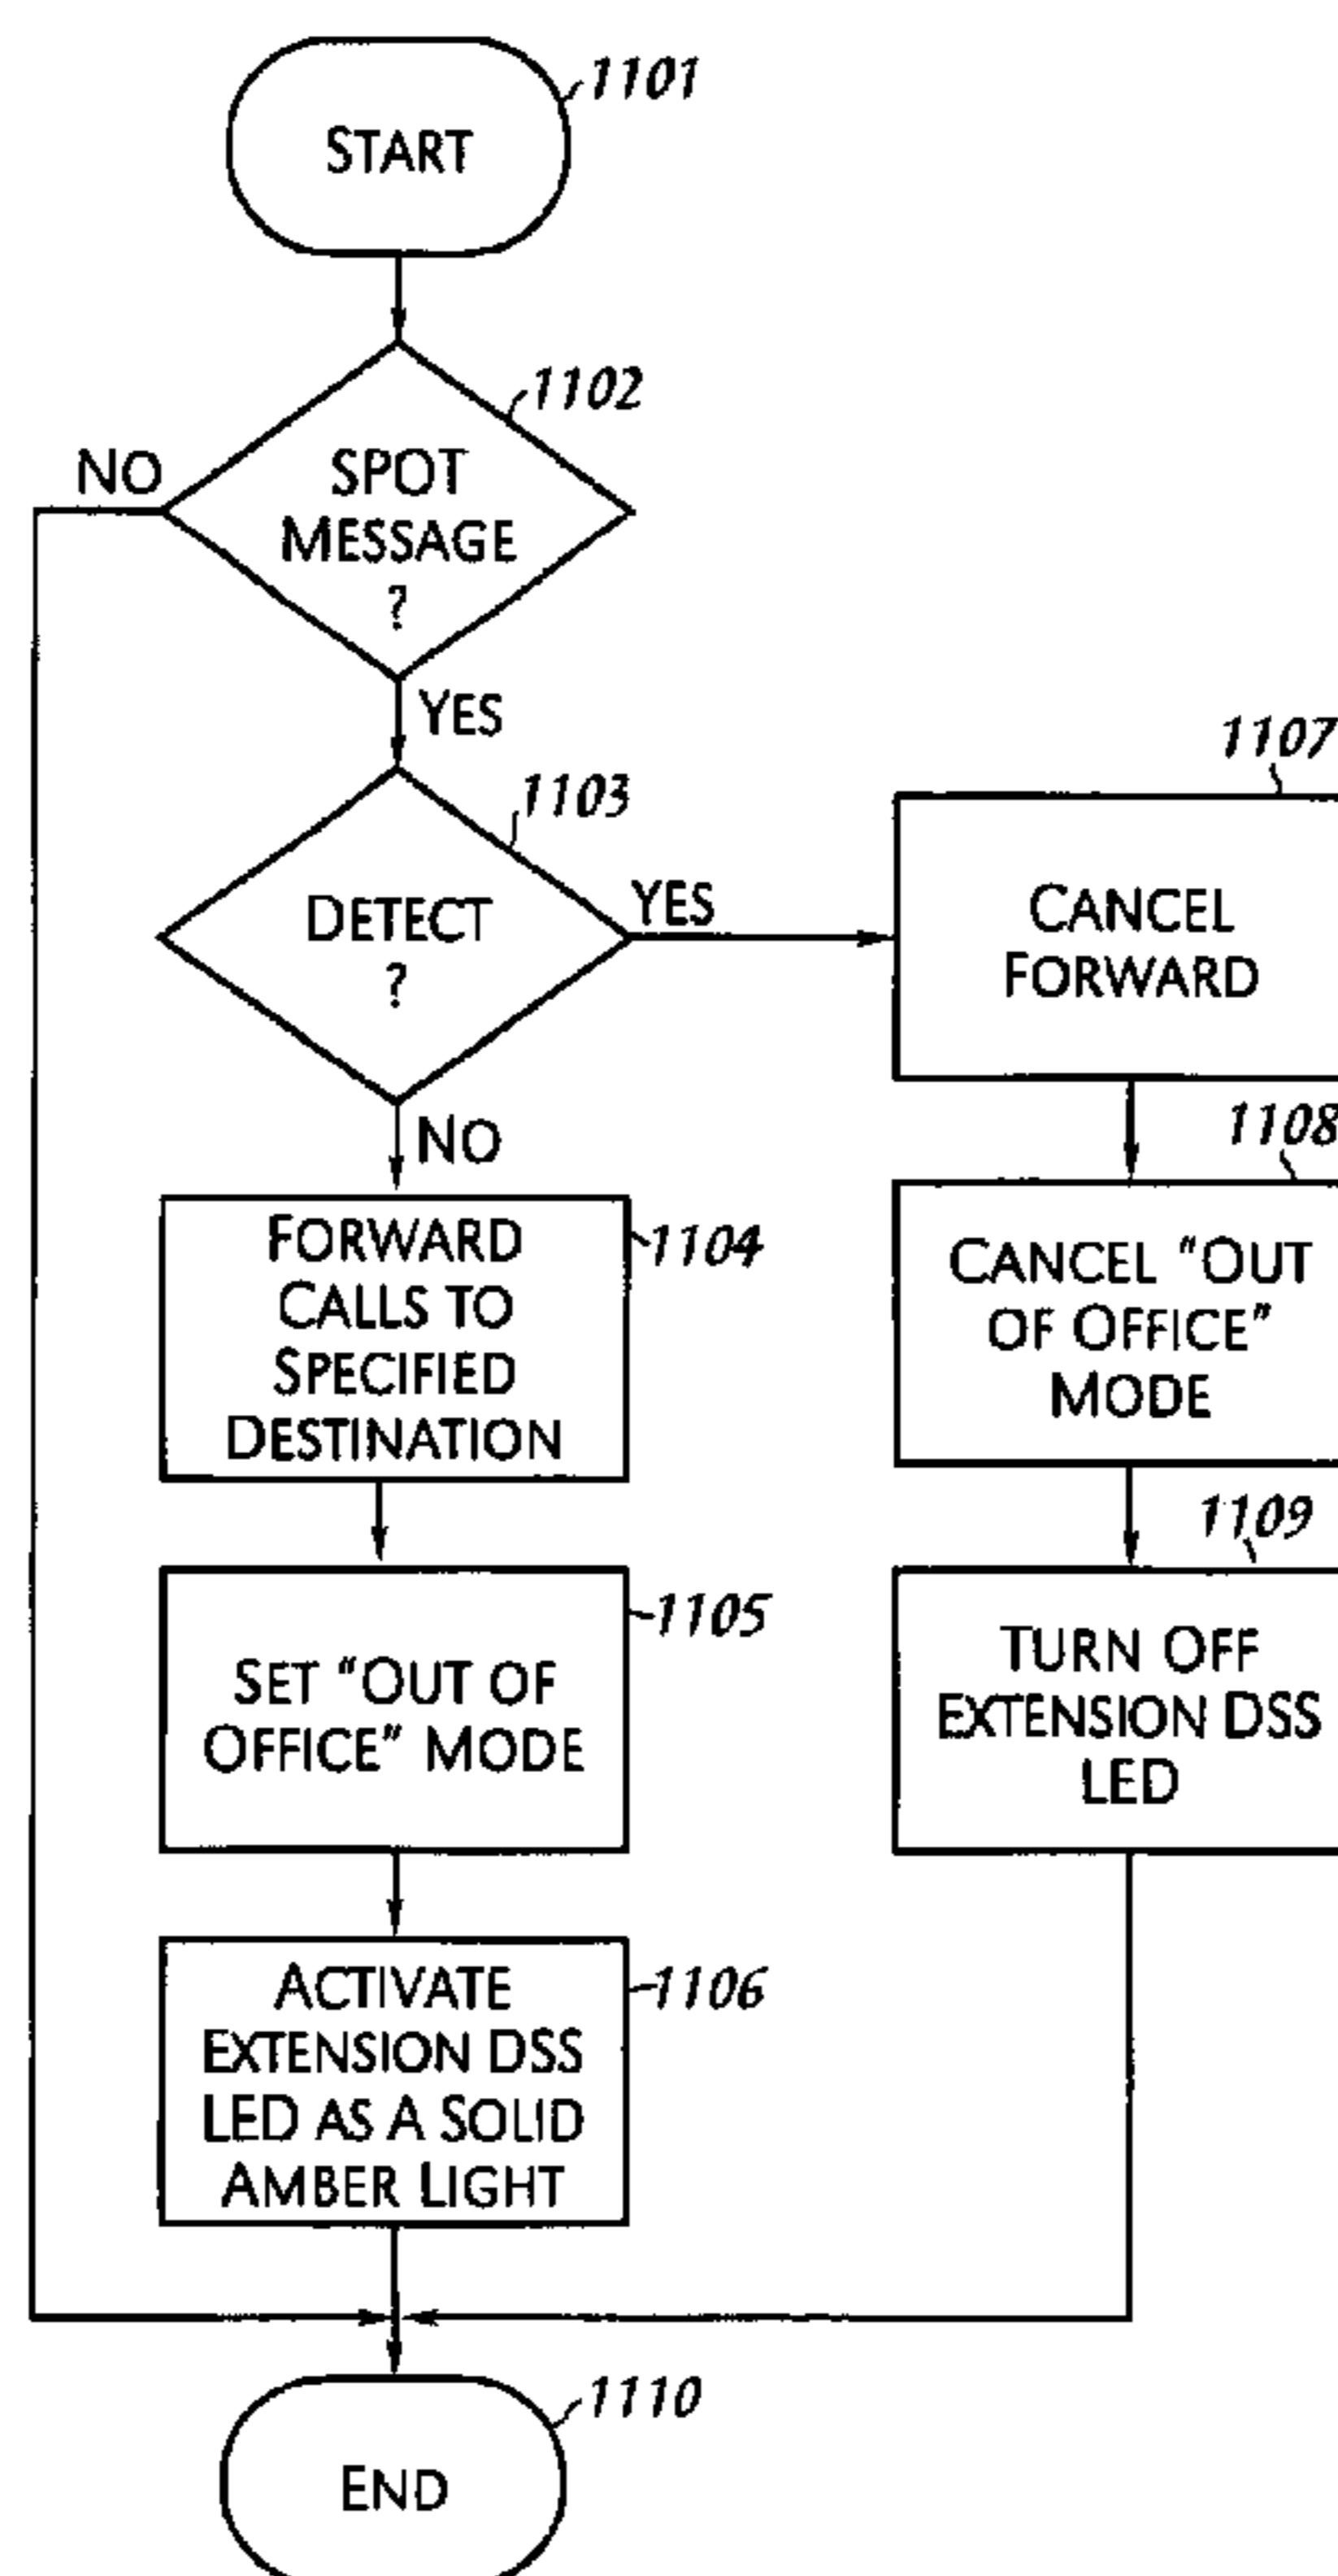 1101
START
1102
NO
SPOT
MESSAGE
?
YES
1103
DETECT
?
YES
NO
1107
CANCEL
FORWARD
1104
FORWARD
CALLS TO
SPECIFIED
DESTINATION
1108
CANCEL "OUT
OF OFFICE"
MODE
1105
SET "OUT OF
OFFICE" MODE
1109
TURN OFF
EXTENSION DSS
LED
1106
ACTIVATE
EXTENSION DSS
LED AS A SOLID
AMBER LIGHT
1110
END